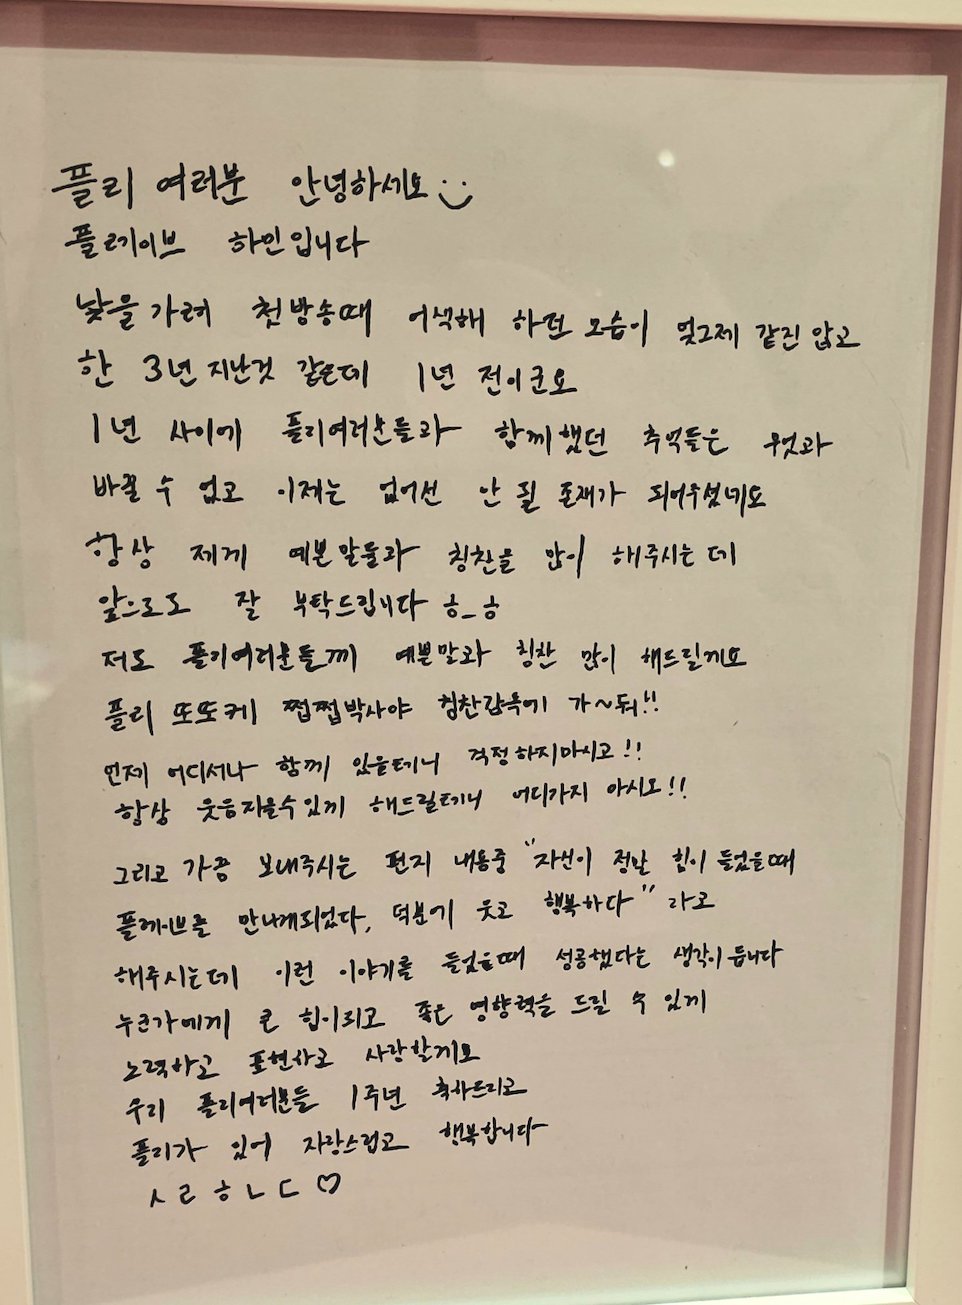 플리 여러분 안녕하세요
플레이브 하민입니다
낯을 가려 첫방송때 어색해 하던 모습이 엊그제 같진 않고
한 3년 지난것 같은데 1년 전이군요
1년 사이에 플리여러분들과 함께했던 추억들은 무엇과
바꿀 수 없고 이제는 없어선 안 될 존재가 되어주셨네요
항상 제게 예쁜말들과 칭찬을 많이 해주시는데
앞으로도 잘 부탁드립니다 ㅎ_ㅎ
저도 플리여러분들께 예쁜말과 칭찬 많이 해드릴게요
플리 또또케 쩝쩝박사야 칭찬감옥에 가~둬!!
언제 어디서나 함께 있을테니 걱정하지마시고!!
항상 웃음지을수있게 해드릴테니 어디가지 마시오!!
그리고 가끔 보내주시는 편지 내용중 "자신이 정말 힘이 들었을때
플레이브를 만나게되었다, 덕분에 웃고 행복하다" 라고
해주시는데 이런 이야기를 들었을때 성공했다는 생각이 듭니다
누군가에게 큰 힘이되고 좋은 영향력을 드릴 수 있게
노력하고 표현하고 사랑할게요
우리 플리여러분들 1주년 축하드리고
플리가 있어 자랑스럽고 행복합니다
ㅅㄹㅎㄴㄷ♡